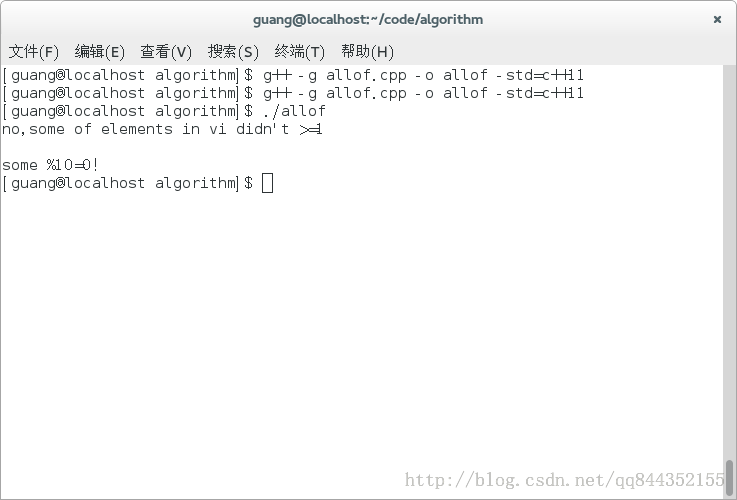 guang@localhost:~/code/algorithm
文件(F) 编辑(E) 查看(V) 搜索(S) 终端(T) 帮助(H)
[guang@localhost algorithm]$ g++ -g allof.cpp -o allof -std=c++11
[guang@localhost algorithm]$ g++ -g allof.cpp -o allof -std=c++11
[guang@localhost algorithm]$ ./allof
no,some of elements in vi didn't >=1
some %10=0!
[guang@localhost algorithm]$
http://blog.csdn.net/qq844352155